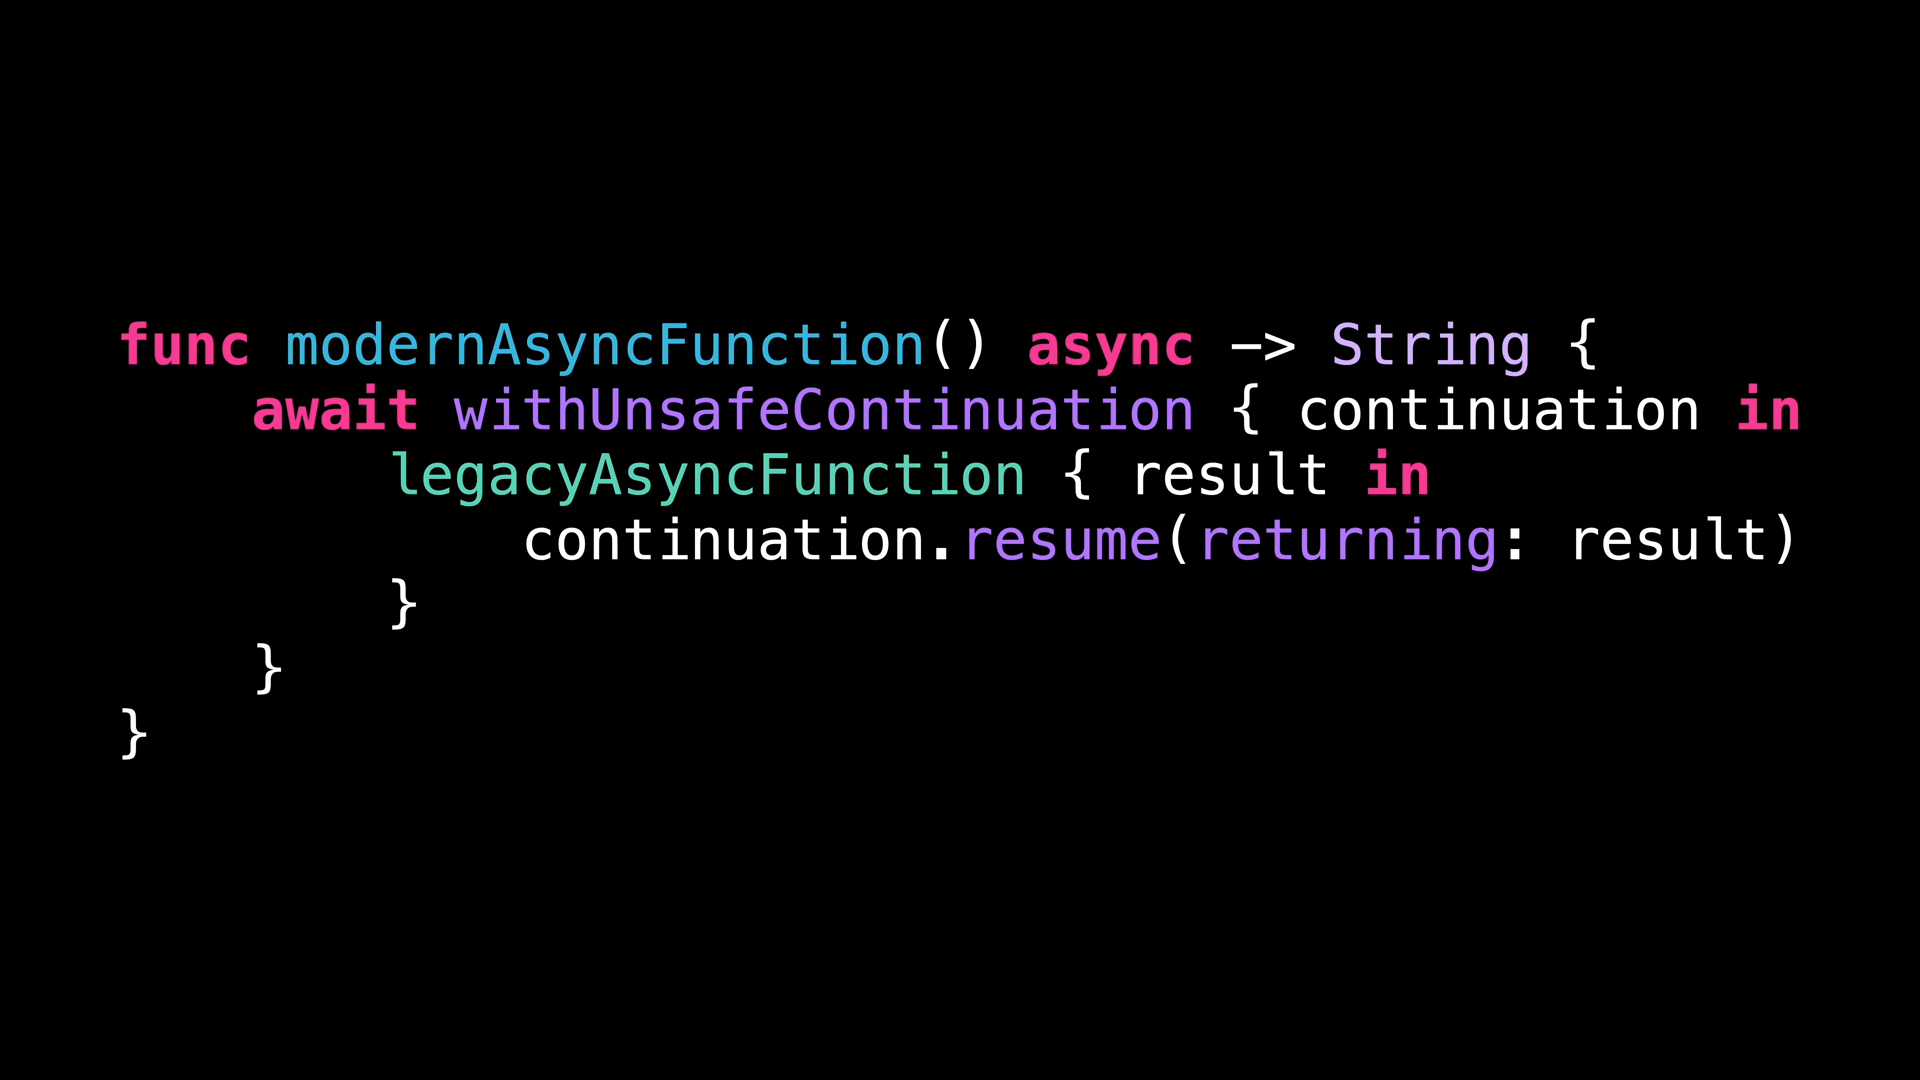 func modernAsyncFunction() async -> String {
    await withUnsafeContinuation { continuation in
        legacyAsyncFunction { result in
            continuation.resume(returning: result)
        }
    }
}